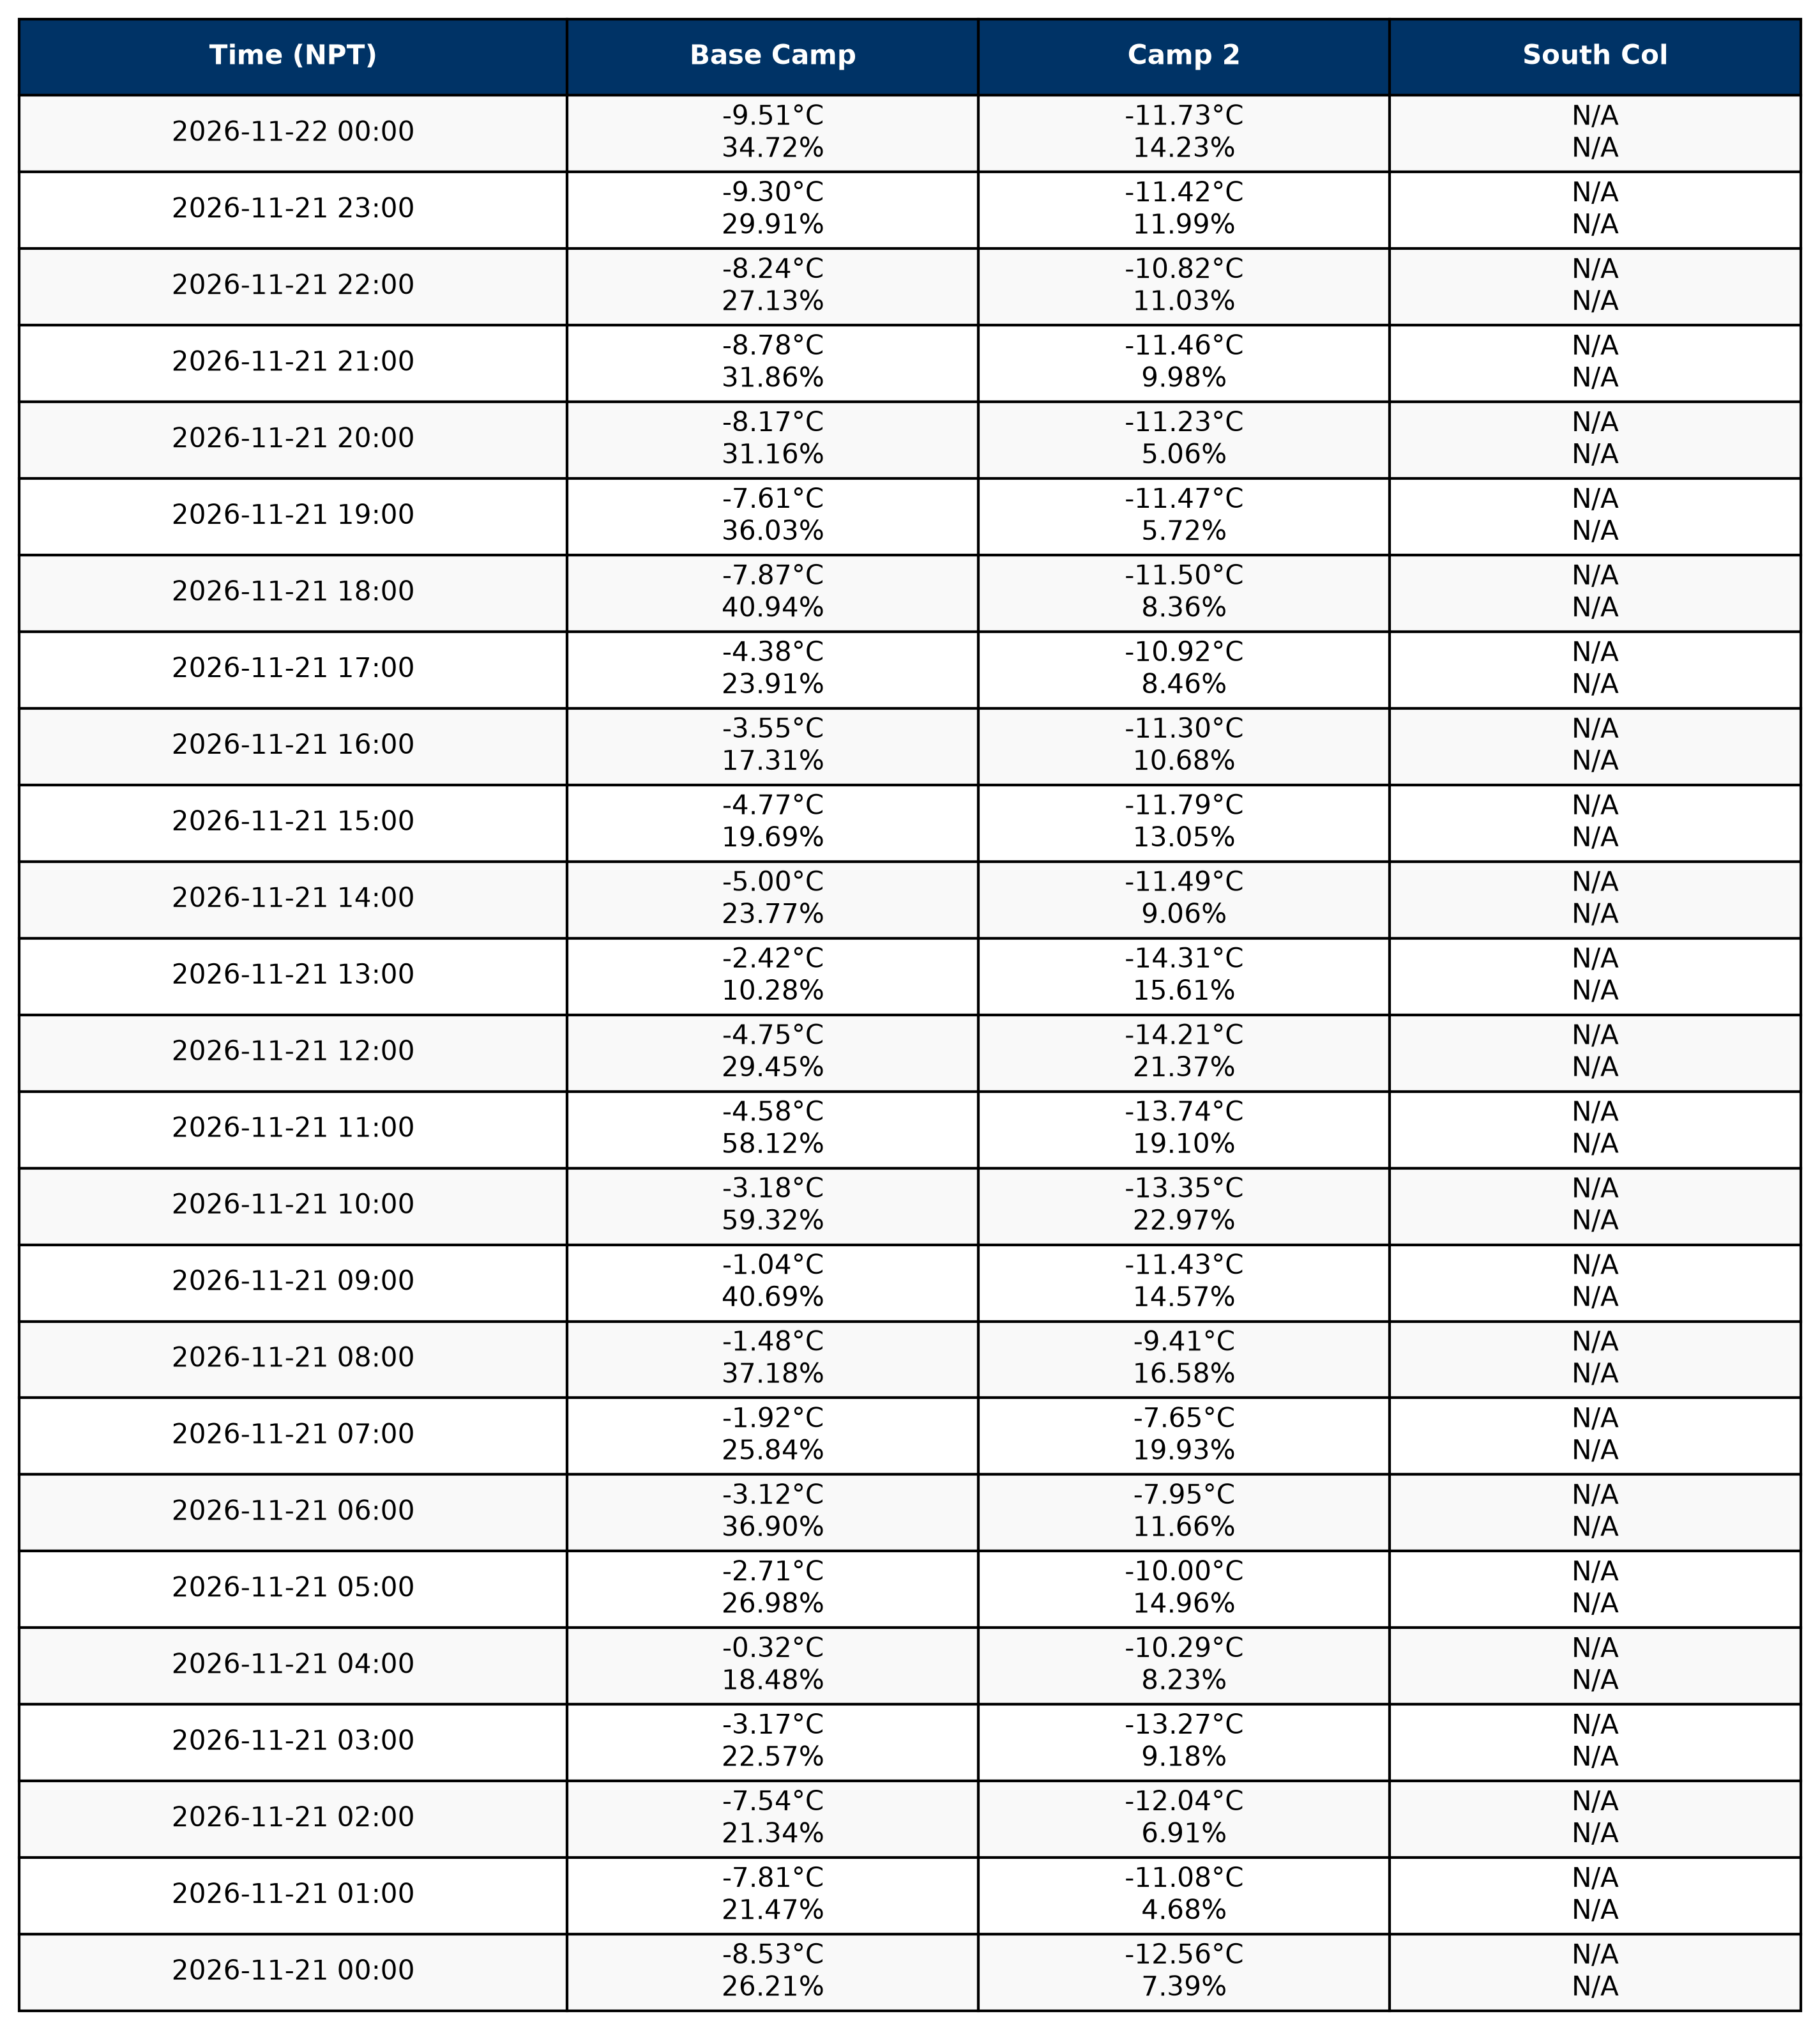 Time (NPT) Base Camp Camp 2 South Col
2026-11-22 00:00 -9.51°C -11.73°C N/A
34.72% 14.23% N/A
2026-11-21 23:00 -9.30°C -11.42°C N/A
29.91% 11.99% N/A
2026-11-21 22:00 -8.24°C -10.82°C N/A
27.13% 11.03% N/A
2026-11-21 21:00 -8.78°C -11.46°C N/A
31.86% 9.98% N/A
2026-11-21 20:00 -8.17°C -11.23°C N/A
31.16% 5.06% N/A
2026-11-21 19:00 -7.61°C -11.47°C N/A
36.03% 5.72% N/A
2026-11-21 18:00 -7.87°C -11.50°C N/A
40.94% 8.36% N/A
2026-11-21 17:00 -4.38°C -10.92°C N/A
23.91% 8.46% N/A
2026-11-21 16:00 -3.55°C -11.30°C N/A
17.31% 10.68% N/A
2026-11-21 15:00 -4.77°C -11.79°C N/A
19.69% 13.05% N/A
2026-11-21 14:00 -5.00°C -11.49°C N/A
23.77% 9.06% N/A
2026-11-21 13:00 -2.42°C -14.31°C N/A
10.28% 15.61% N/A
2026-11-21 12:00 -4.75°C -14.21°C N/A
29.45% 21.37% N/A
2026-11-21 11:00 -4.58°C -13.74°C N/A
58.12% 19.10% N/A
2026-11-21 10:00 -3.18°C -13.35°C N/A
59.32% 22.97% N/A
2026-11-21 09:00 -1.04°C -11.43°C N/A
40.69% 14.57% N/A
2026-11-21 08:00 -1.48°C -9.41°C N/A
37.18% 16.58% N/A
2026-11-21 07:00 -1.92°C -7.65°C N/A
25.84% 19.93% N/A
2026-11-21 06:00 -3.12°C -7.95°C N/A
36.90% 11.66% N/A
2026-11-21 05:00 -2.71°C -10.00°C N/A
26.98% 14.96% N/A
2026-11-21 04:00 -0.32°C -10.29°C N/A
18.48% 8.23% N/A
2026-11-21 03:00 -3.17°C -13.27°C N/A
22.57% 9.18% N/A
2026-11-21 02:00 -7.54°C -12.04°C N/A
21.34% 6.91% N/A
2026-11-21 01:00 -7.81°C -11.08°C N/A
21.47% 4.68% N/A
2026-11-21 00:00 -8.53°C -12.56°C N/A
26.21% 7.39% N/A